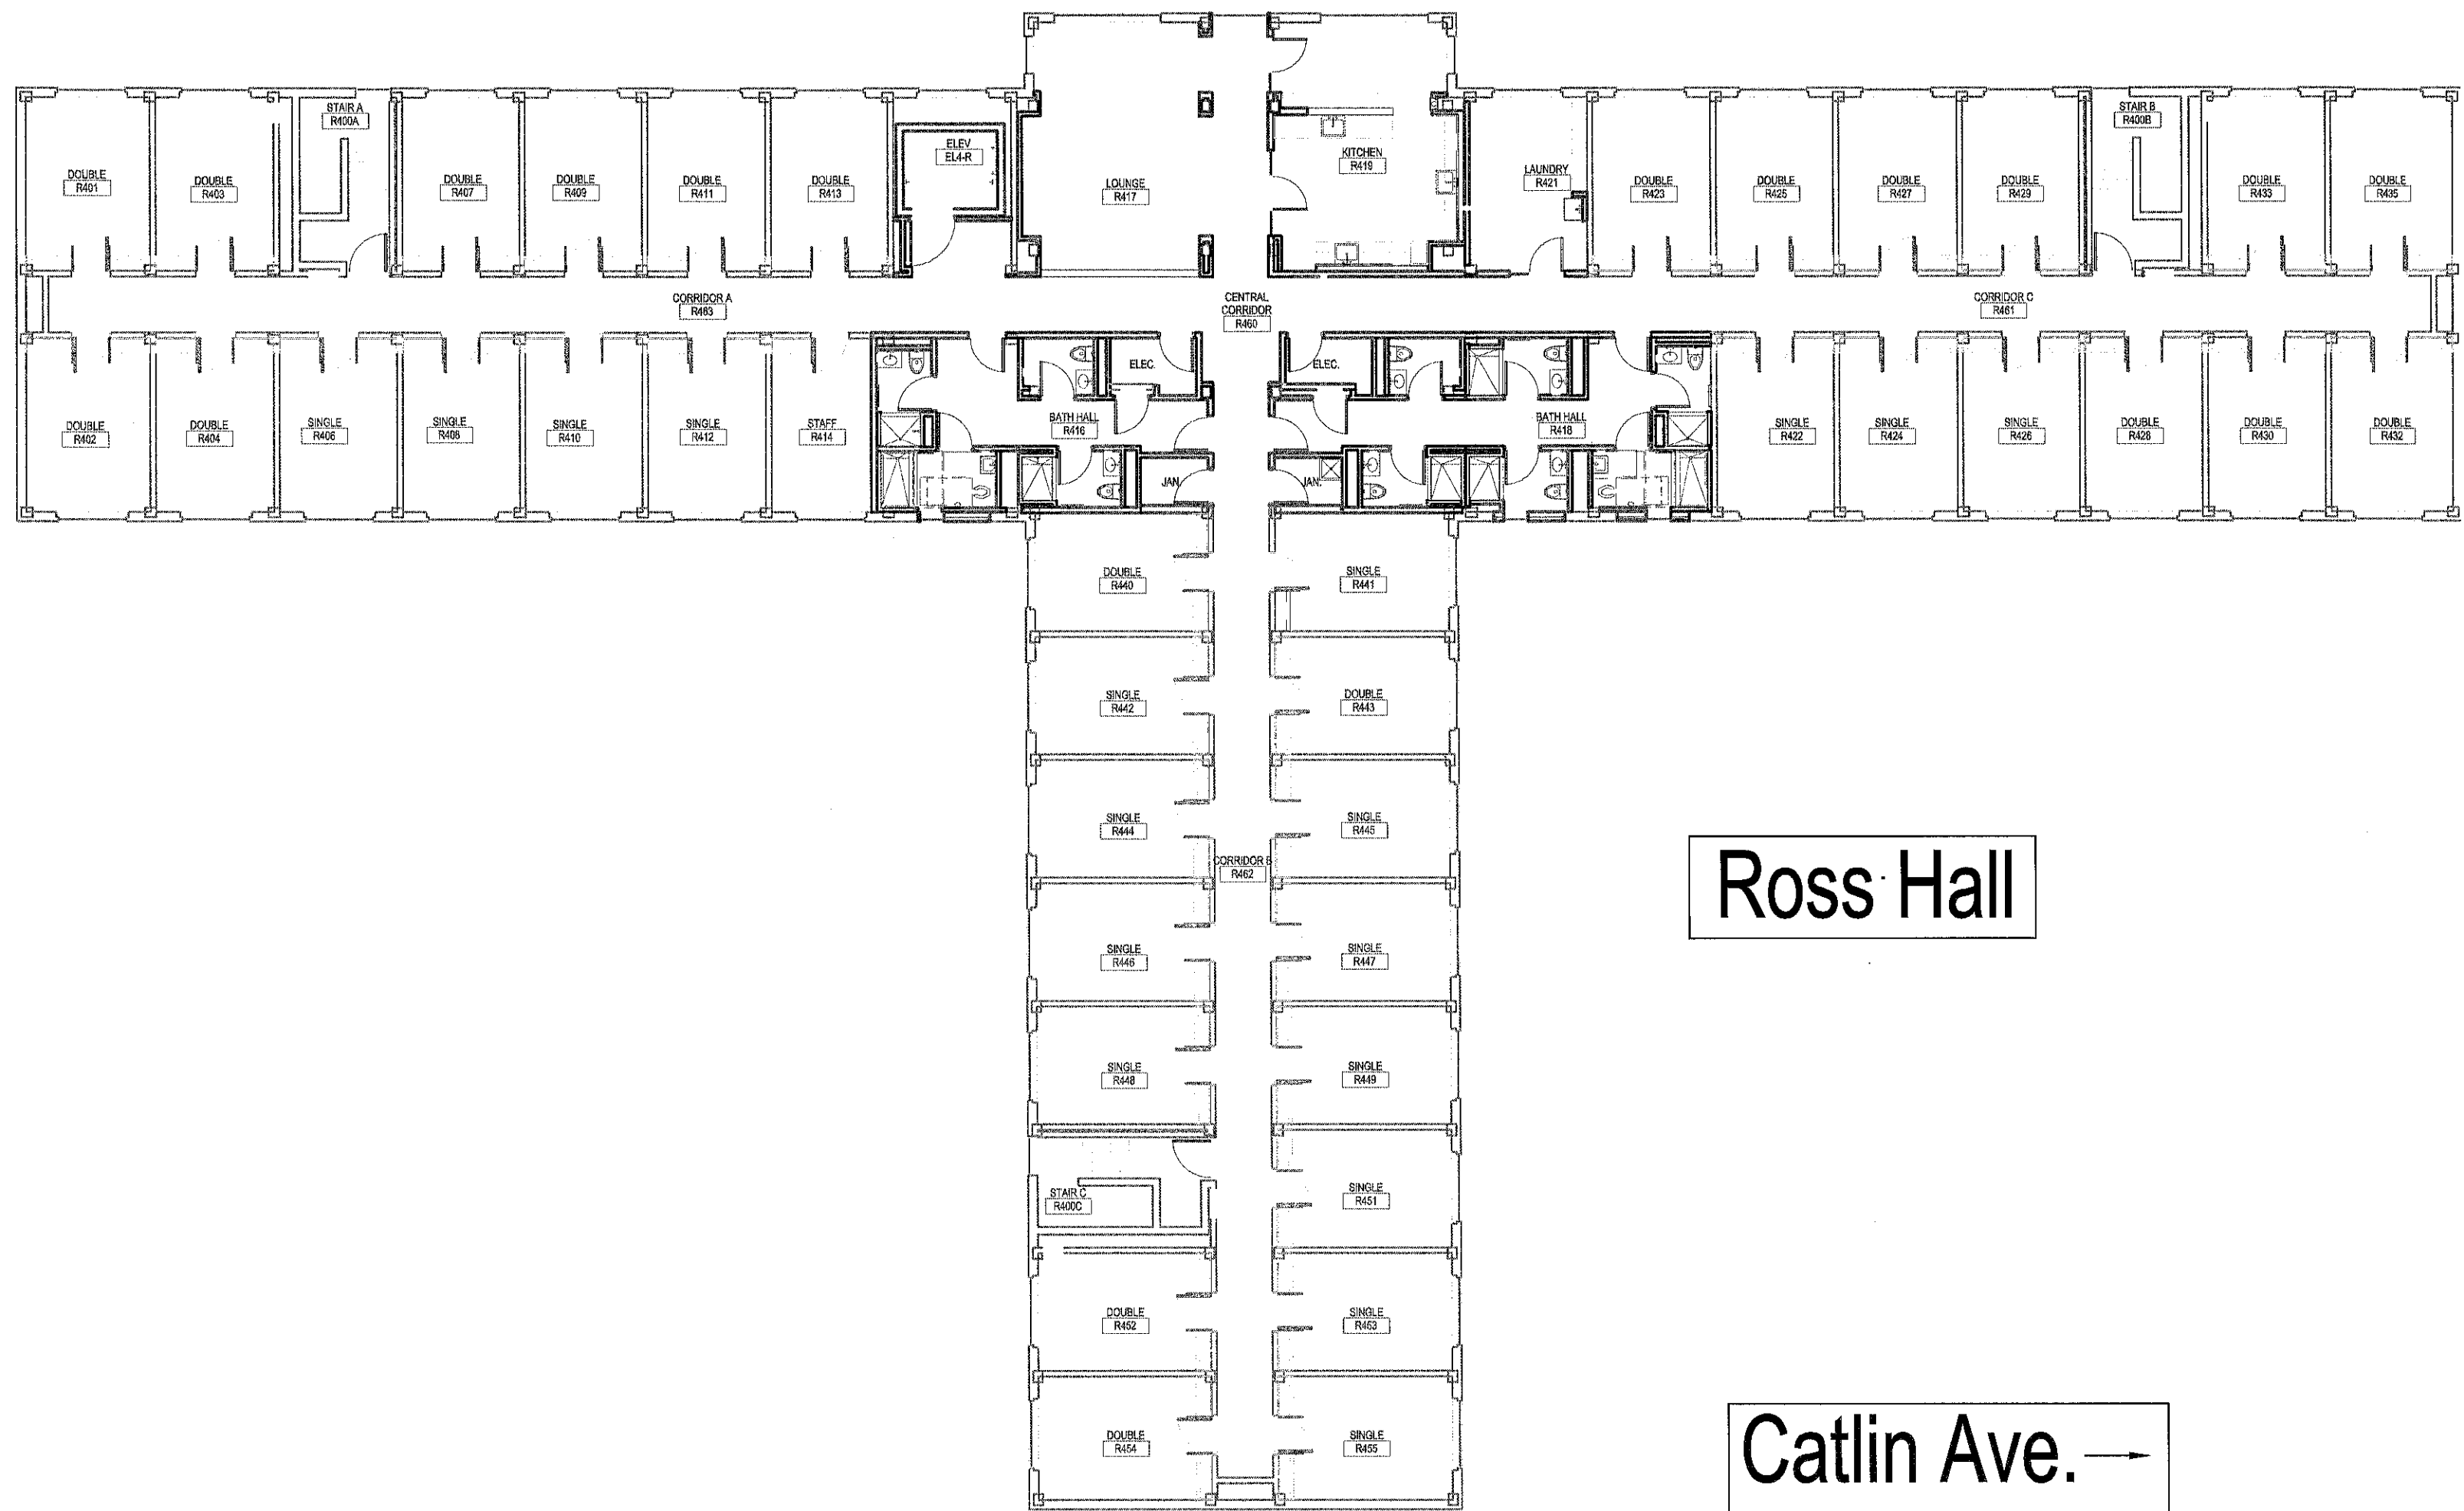 STAIR A
R400A
STAIR B
R400B
ELEV
EL4-R
KITCHEN
R419
DOUBLE
R401
DOUBLE
R403
DOUBLE
R407
DOUBLE
R409
DOUBLE
R411
DOUBLE
R413
LOUNGE
R417
LAUNDRY
R421
DOUBLE
R423
DOUBLE
R425
DOUBLE
R427
DOUBLE
R429
DOUBLE
R433
DOUBLE
R435
CORRIDOR A
R463
CENTRAL
CORRIDOR
R460
CORRIDOR C
R461
ELEC.
ELEC.
DOUBLE
R402
DOUBLE
R404
SINGLE
R406
SINGLE
R408
SINGLE
R410
SINGLE
R412
STAFF
R414
BATH HALL
R416
BATH HALL
R418
SINGLE
R422
SINGLE
R424
SINGLE
R426
DOUBLE
R428
DOUBLE
R430
DOUBLE
R432
JAN.
JAN.
DOUBLE
R440
SINGLE
R441
SINGLE
R442
DOUBLE
R443
SINGLE
R444
SINGLE
R445
CORRIDOR B
R462
Ross Hall
SINGLE
R446
SINGLE
R447
SINGLE
R448
SINGLE
R449
STAIR C
R400C
SINGLE
R451
DOUBLE
R452
SINGLE
R453
DOUBLE
R454
SINGLE
R455
Catlin Ave. →